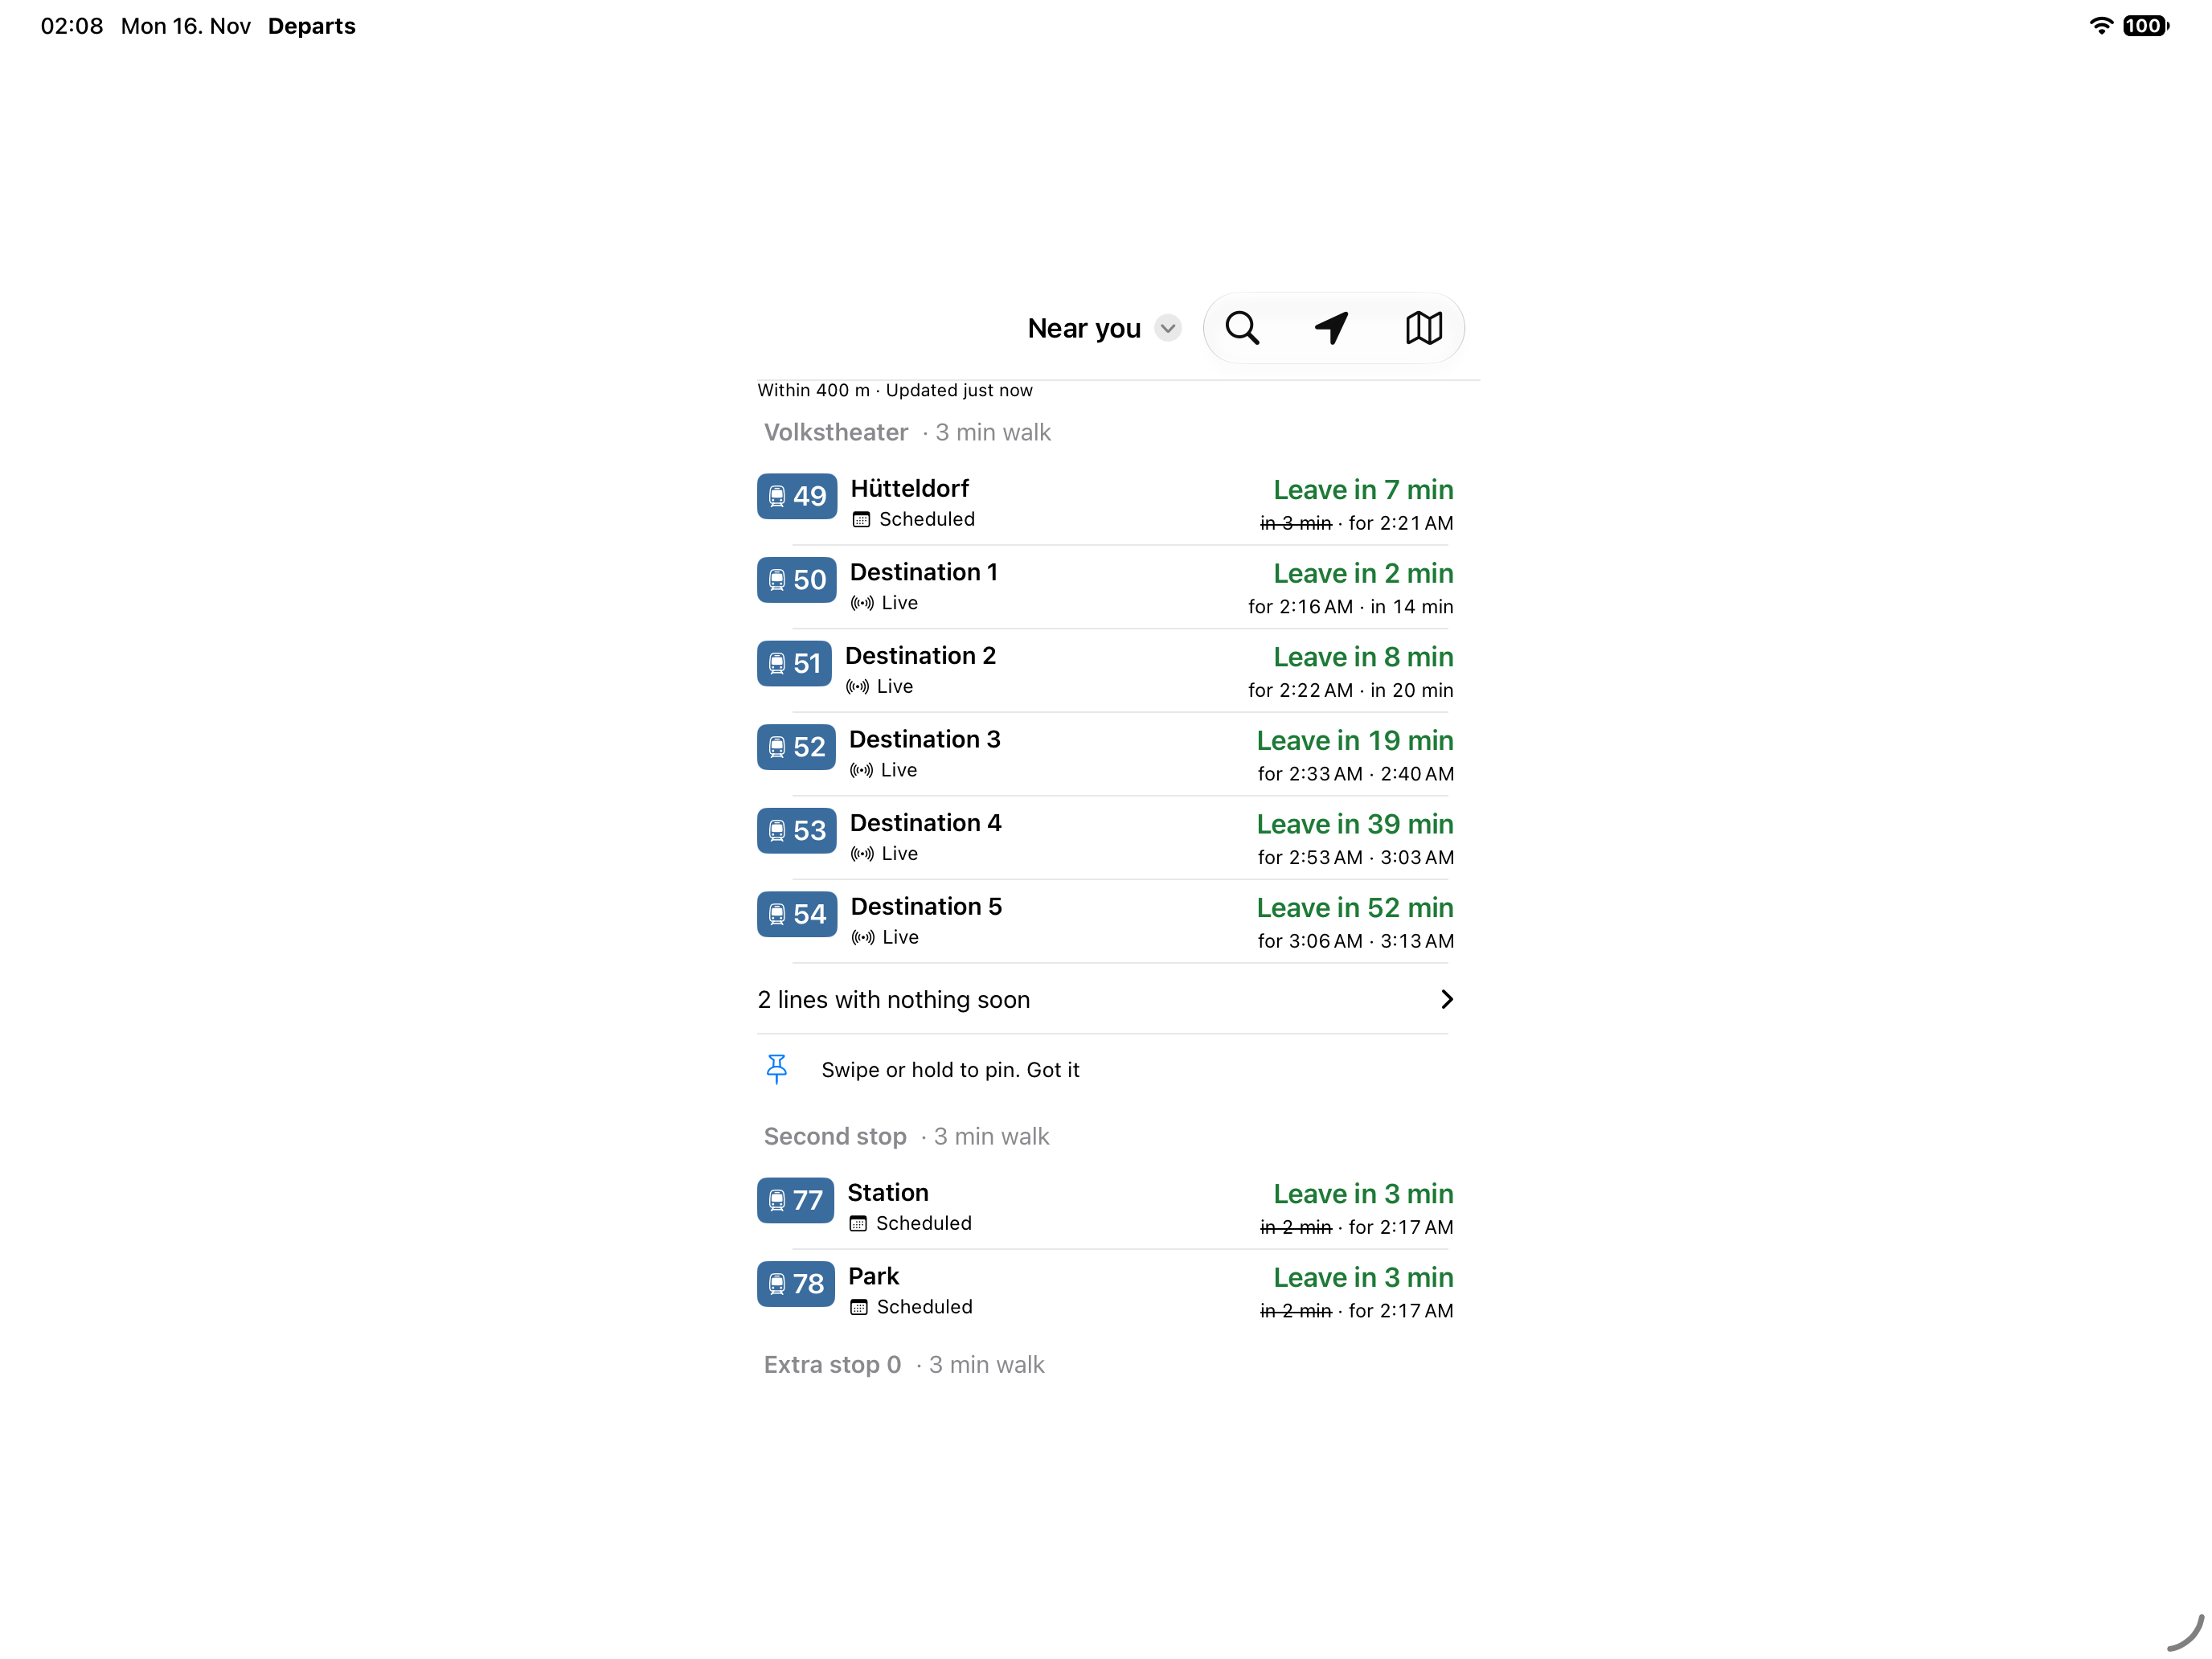 02:08 Mon 16. Nov Departs
100
Near you
Within 400 m · Updated just now
Volkstheater · 3 min walk
49 Hütteldorf Leave in 7 min
Scheduled in 3 min · for 2:21 AM
50 Destination 1 Leave in 2 min
Live for 2:16 AM · in 14 min
51 Destination 2 Leave in 8 min
Live for 2:22 AM · in 20 min
52 Destination 3 Leave in 19 min
Live for 2:33 AM · 2:40 AM
53 Destination 4 Leave in 39 min
Live for 2:53 AM · 3:03 AM
54 Destination 5 Leave in 52 min
Live for 3:06 AM · 3:13 AM
2 lines with nothing soon
Swipe or hold to pin. Got it
Second stop · 3 min walk
77 Station Leave in 3 min
Scheduled in 2 min · for 2:17 AM
78 Park Leave in 3 min
Scheduled in 2 min · for 2:17 AM
Extra stop 0 · 3 min walk